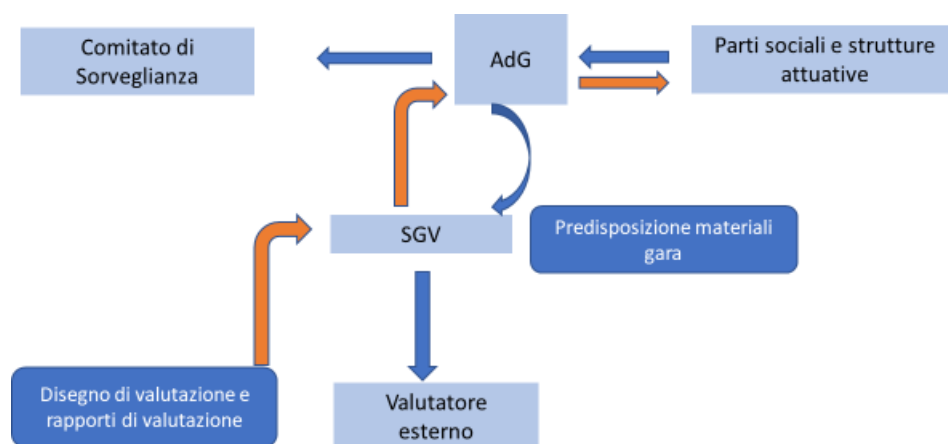 Comitato di
Sorveglianza
AdG
Parti sociali e strutture
attuative
SGV
Predisposizione materiali
gara
Disegno di valutazione e
rapporti di valutazione
Valutatore
esterno